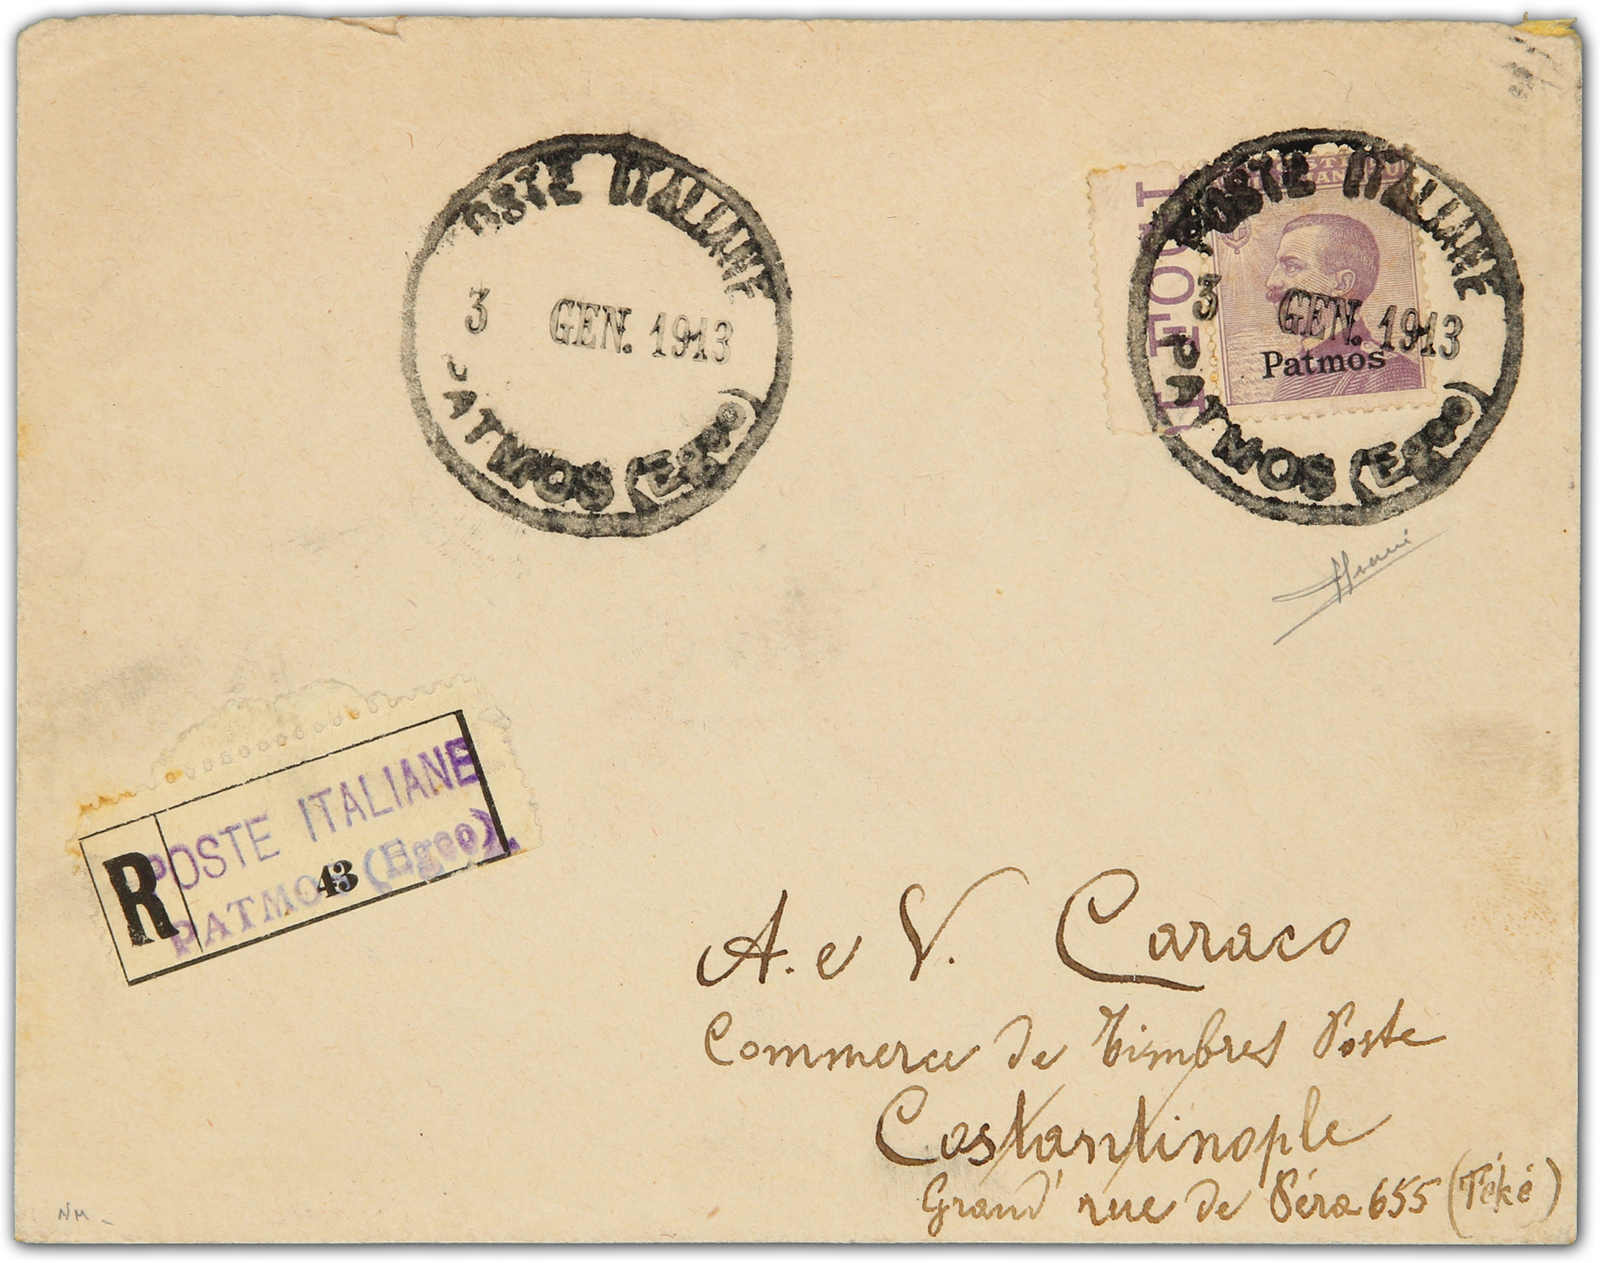 POSTE ITALIANE
3 GEN. 1913
PATMOS (Egeo)
POSTE ITALIANE
3 GEN. 1913
Patmos
PATMOS (Egeo)
R
POSTE ITALIANE
43
PATMOS (Egeo).
A. e V. Caraco
Commerce de Timbres Poste
Costantinople
Grand' rue de Péra 655 (Téké)
NM